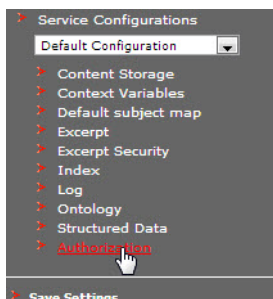 Service Configurations
Default Configuration
Content Storage
Context Variables
Default subject map
Excerpt
Excerpt Security
Index
Log
Ontology
Structured Data
Authorization
Save Settings